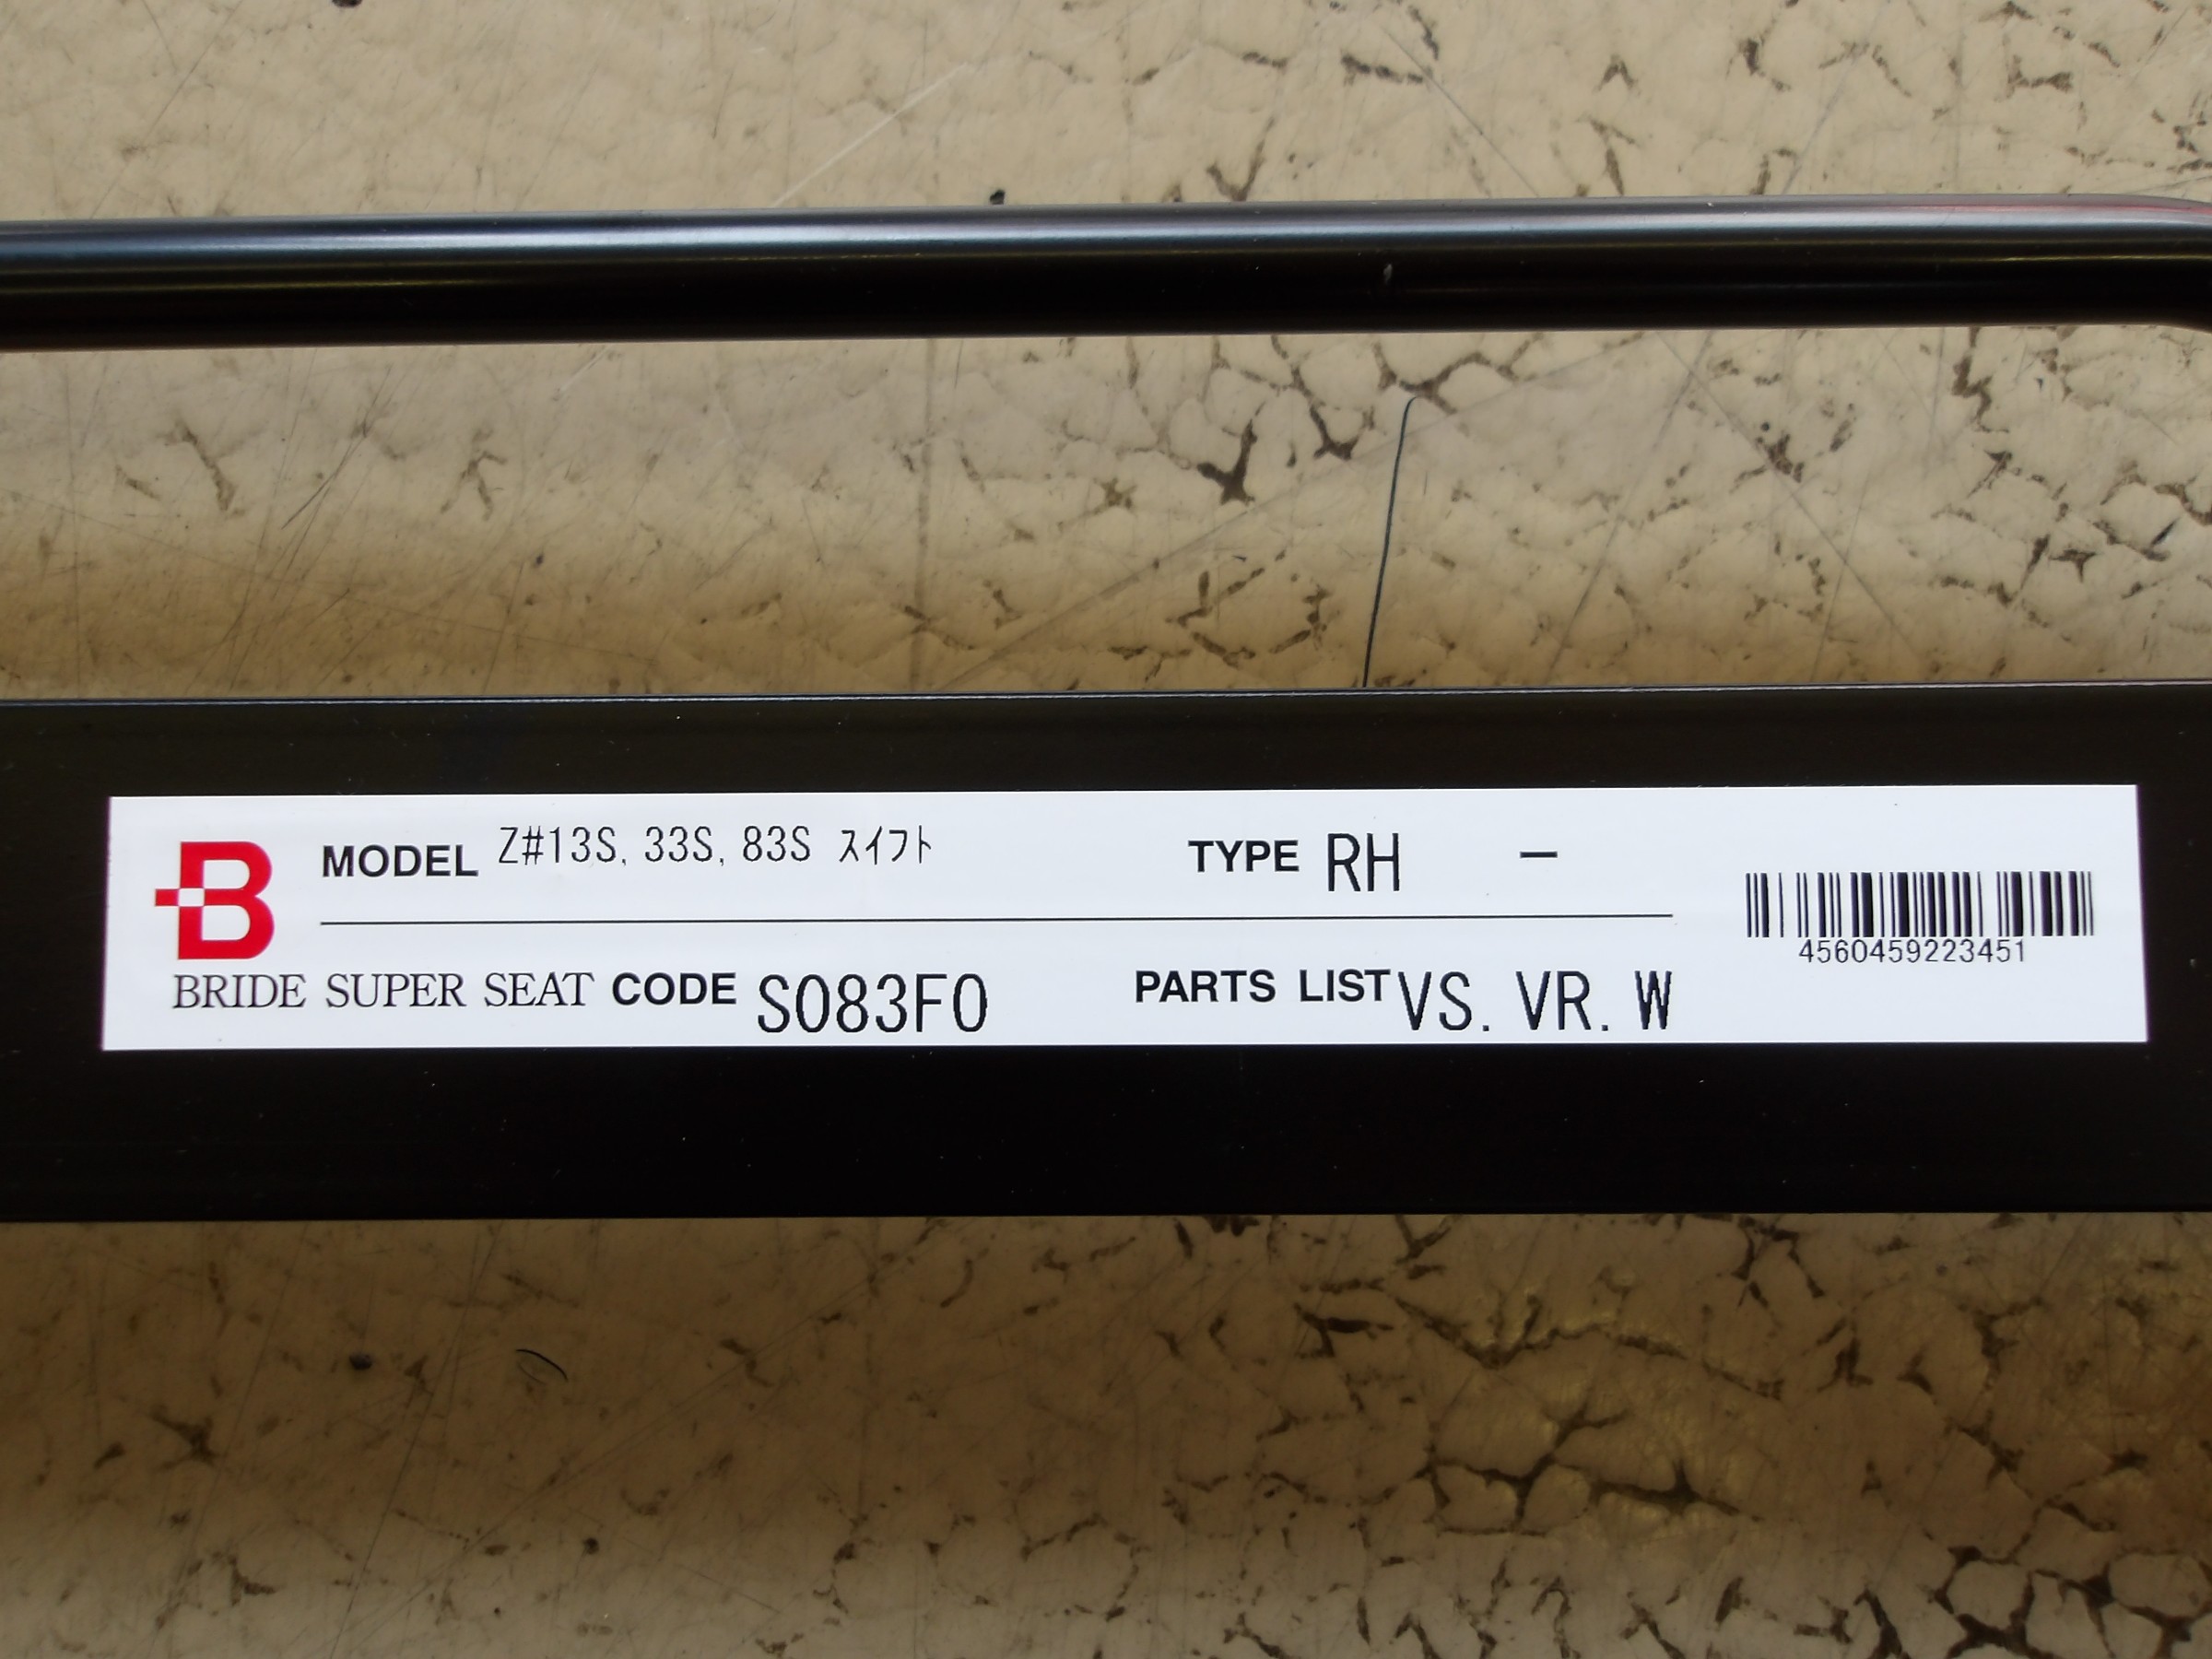 B
MODEL Z#13S, 33S, 83S ｽｲﾌﾄ TYPE RH －
BRIDE SUPER SEAT CODE S083F0 PARTS LIST VS. VR. W
4560459223451